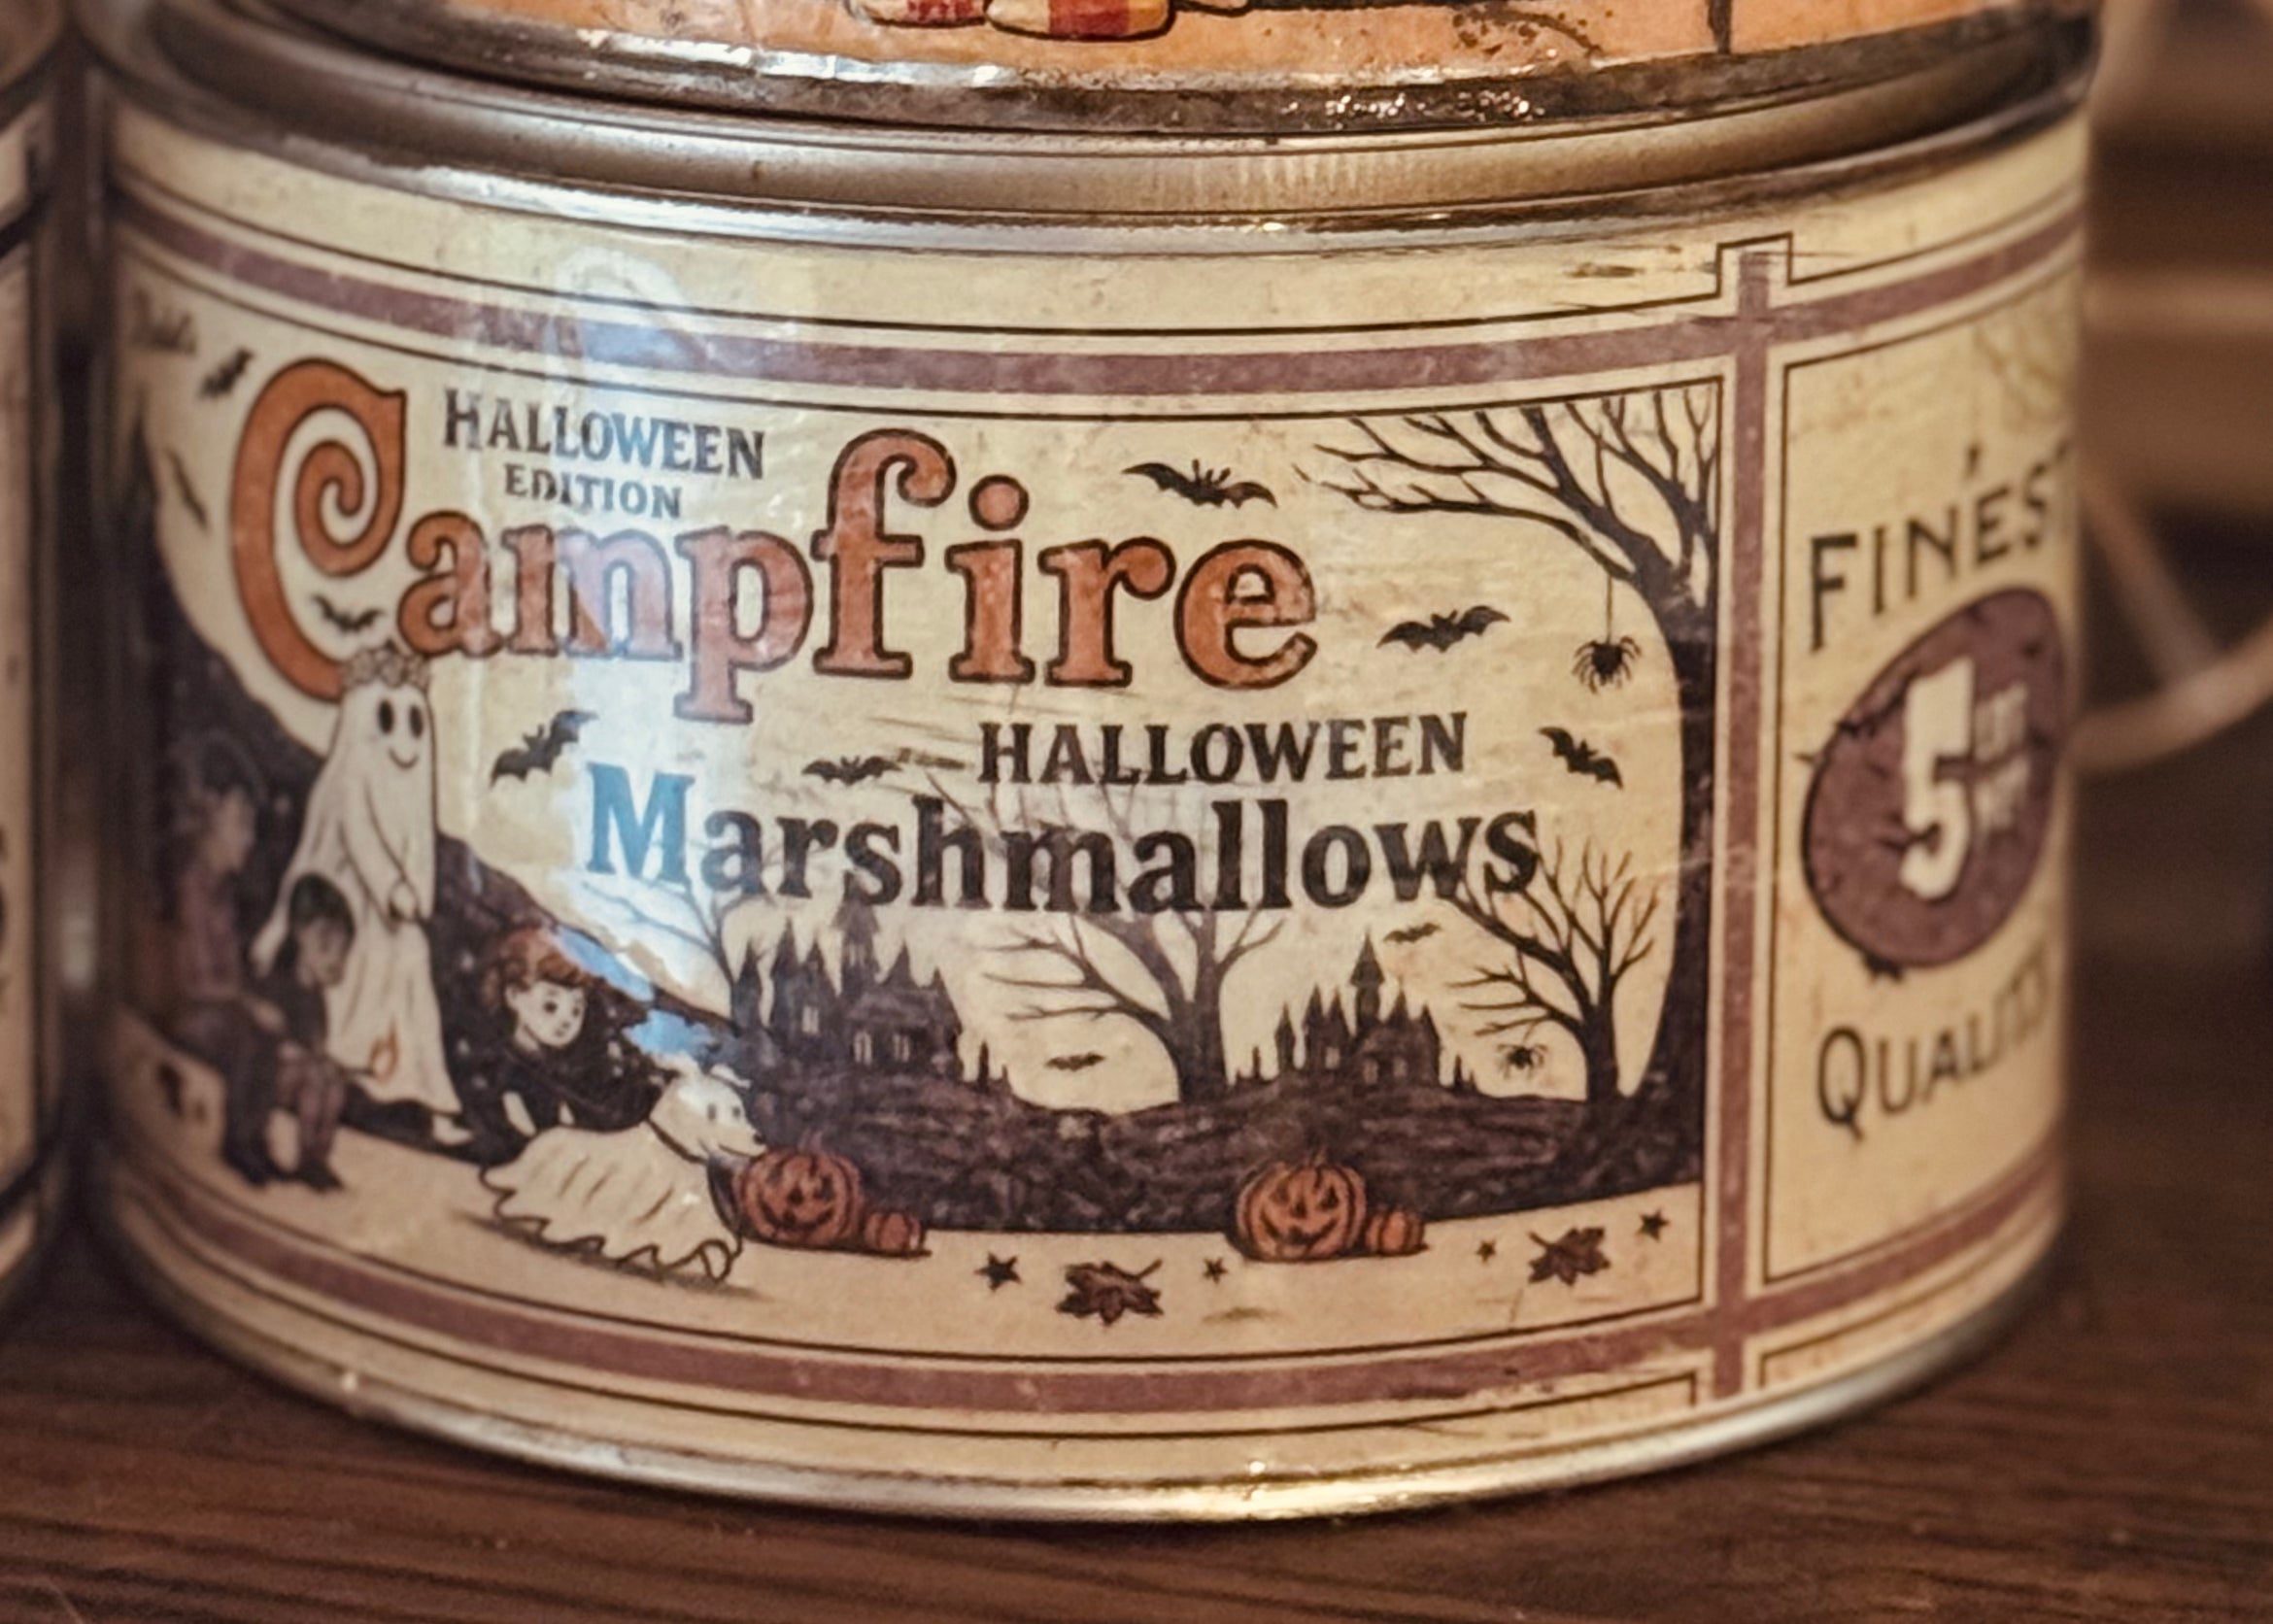 HALLOWEEN
EDITION
Campfire
HALLOWEEN
Marshmallows
FINEST
5
QUALITY